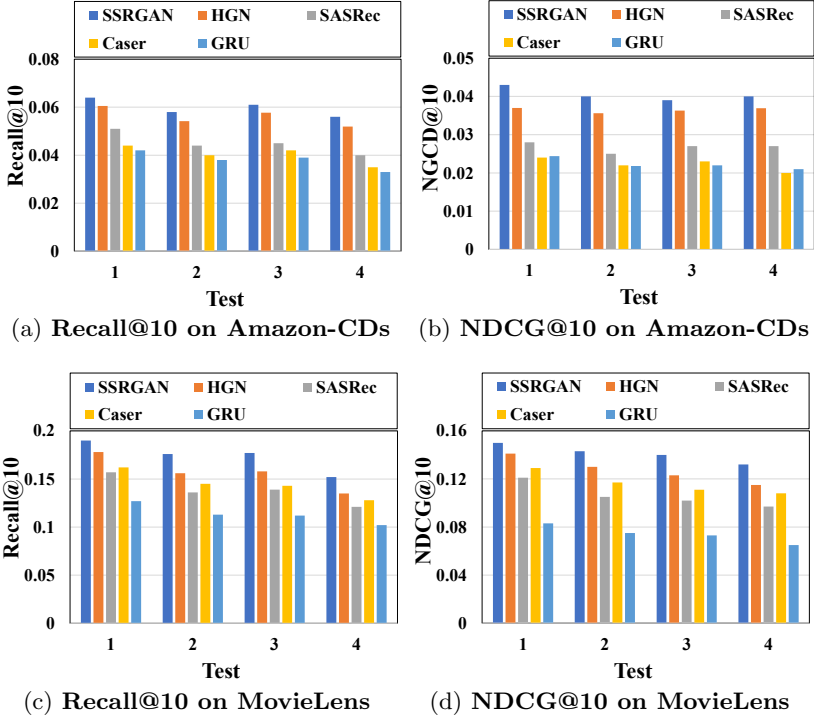 SSRGAN HGN SASRec
Caser GRU
0.08
0.06
0.04
0.02
0
Recall@10
1 2 3 4
Test
(a) Recall@10 on Amazon-CDs
SSRGAN HGN SASRec
Caser GRU
0.05
0.04
0.03
0.02
0.01
0
NGCD@10
1 2 3 4
Test
(b) NDCG@10 on Amazon-CDs
SSRGAN HGN SASRec
Caser GRU
0.2
0.15
0.1
0.05
0
Recall@10
1 2 3 4
Test
(c) Recall@10 on MovieLens
SSRGAN HGN SASRec
Caser GRU
0.16
0.12
0.08
0.04
0
NDCG@10
1 2 3 4
Test
(d) NDCG@10 on MovieLens